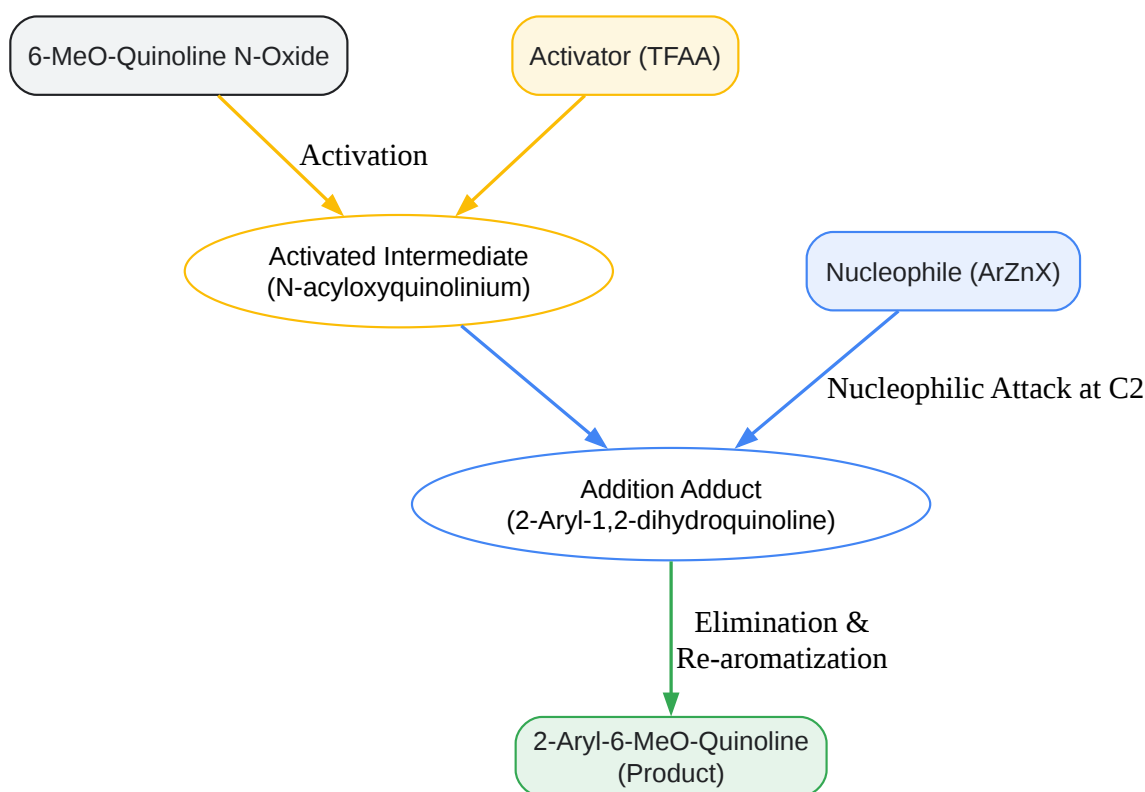 6-MeO-Quinoline N-Oxide
Activator (TFAA)
Activation
Activated Intermediate
(N-acyloxyquinolinium)
Nucleophile (ArZnX)
Nucleophilic Attack at C2
Addition Adduct
(2-Aryl-1,2-dihydroquinoline)
Elimination &
Re-aromatization
2-Aryl-6-MeO-Quinoline
(Product)